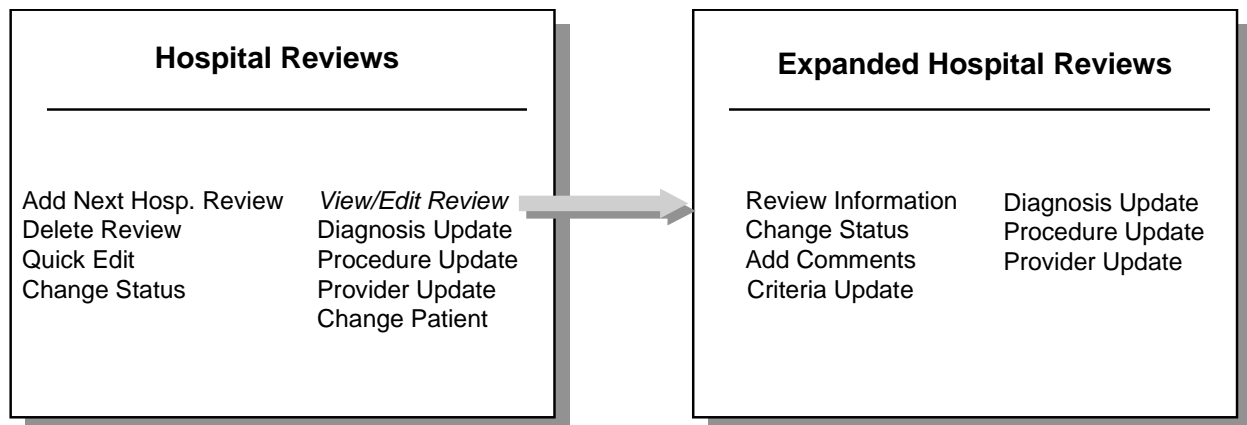 Hospital Reviews
Add Next Hosp. Review
Delete Review
Quick Edit
Change Status
View/Edit Review
Diagnosis Update
Procedure Update
Provider Update
Change Patient
Expanded Hospital Reviews
Review Information
Change Status
Add Comments
Criteria Update
Diagnosis Update
Procedure Update
Provider Update